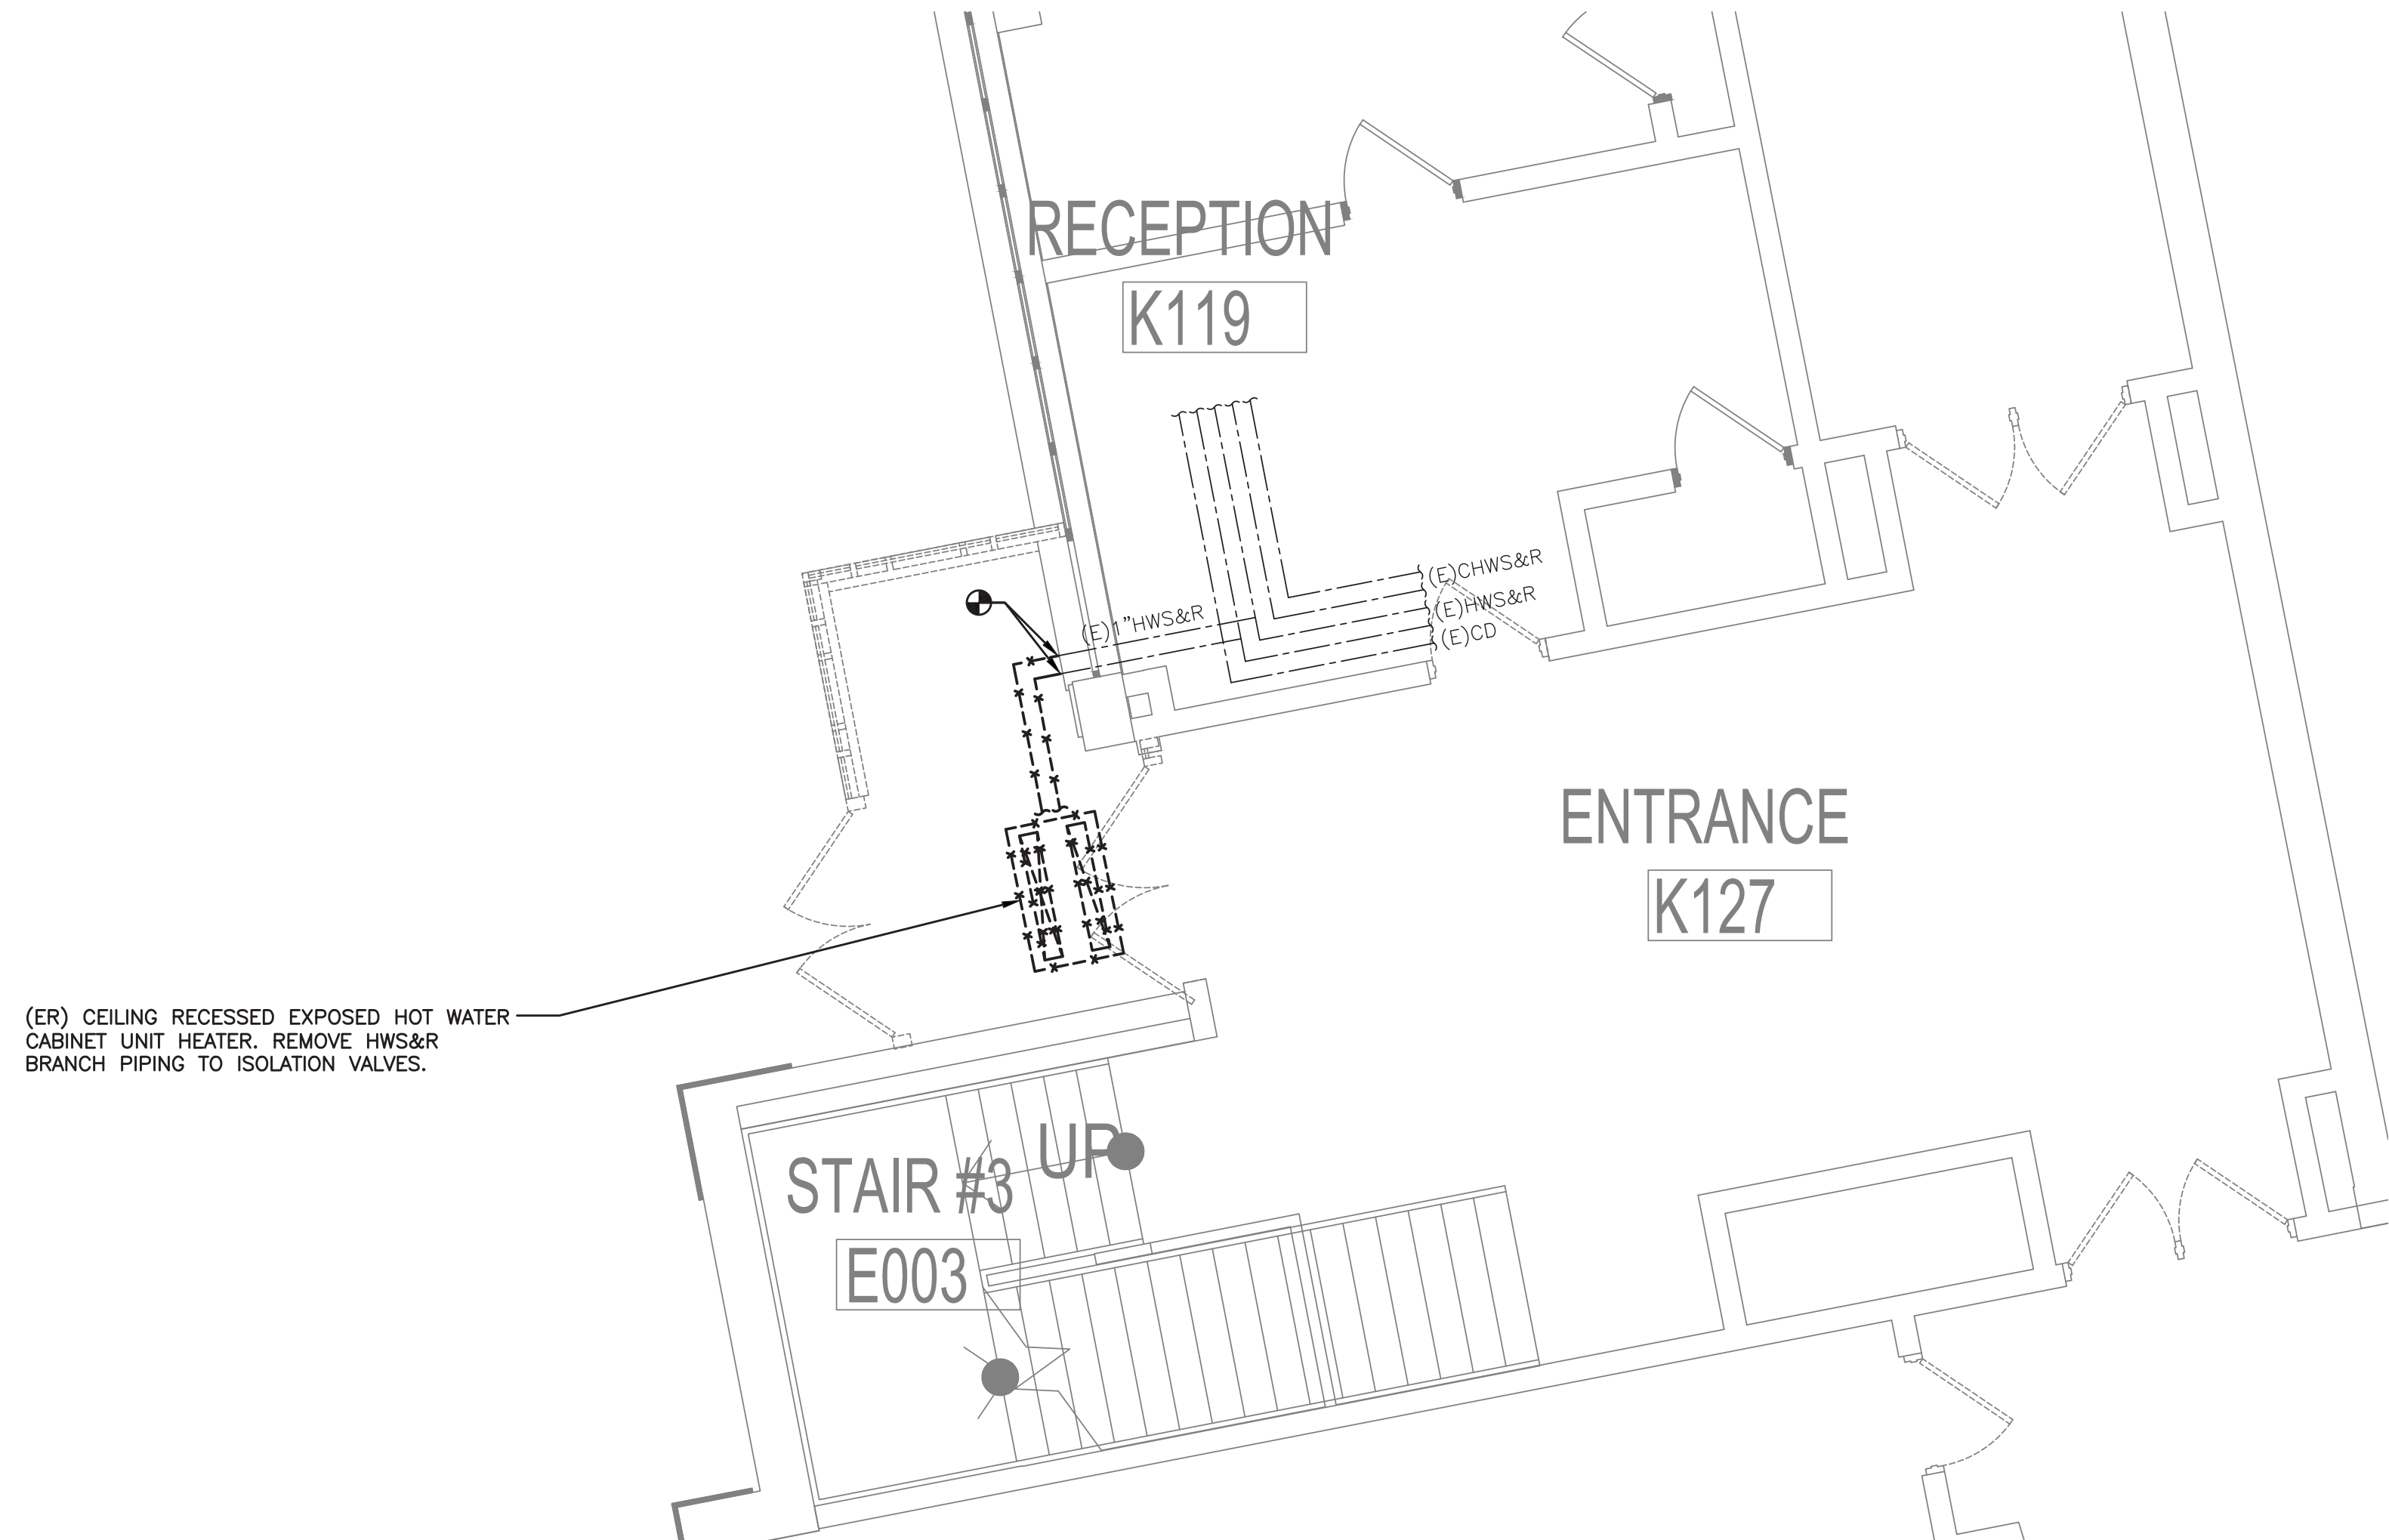 RECEPTION
K119
(E)CHWS&R
(E)HWS&R
(E)CD
(E)1"HWS&R
ENTRANCE
K127
(ER) CEILING RECESSED EXPOSED HOT WATER
CABINET UNIT HEATER. REMOVE HWS&R
BRANCH PIPING TO ISOLATION VALVES.
UP
STAIR #3
E003